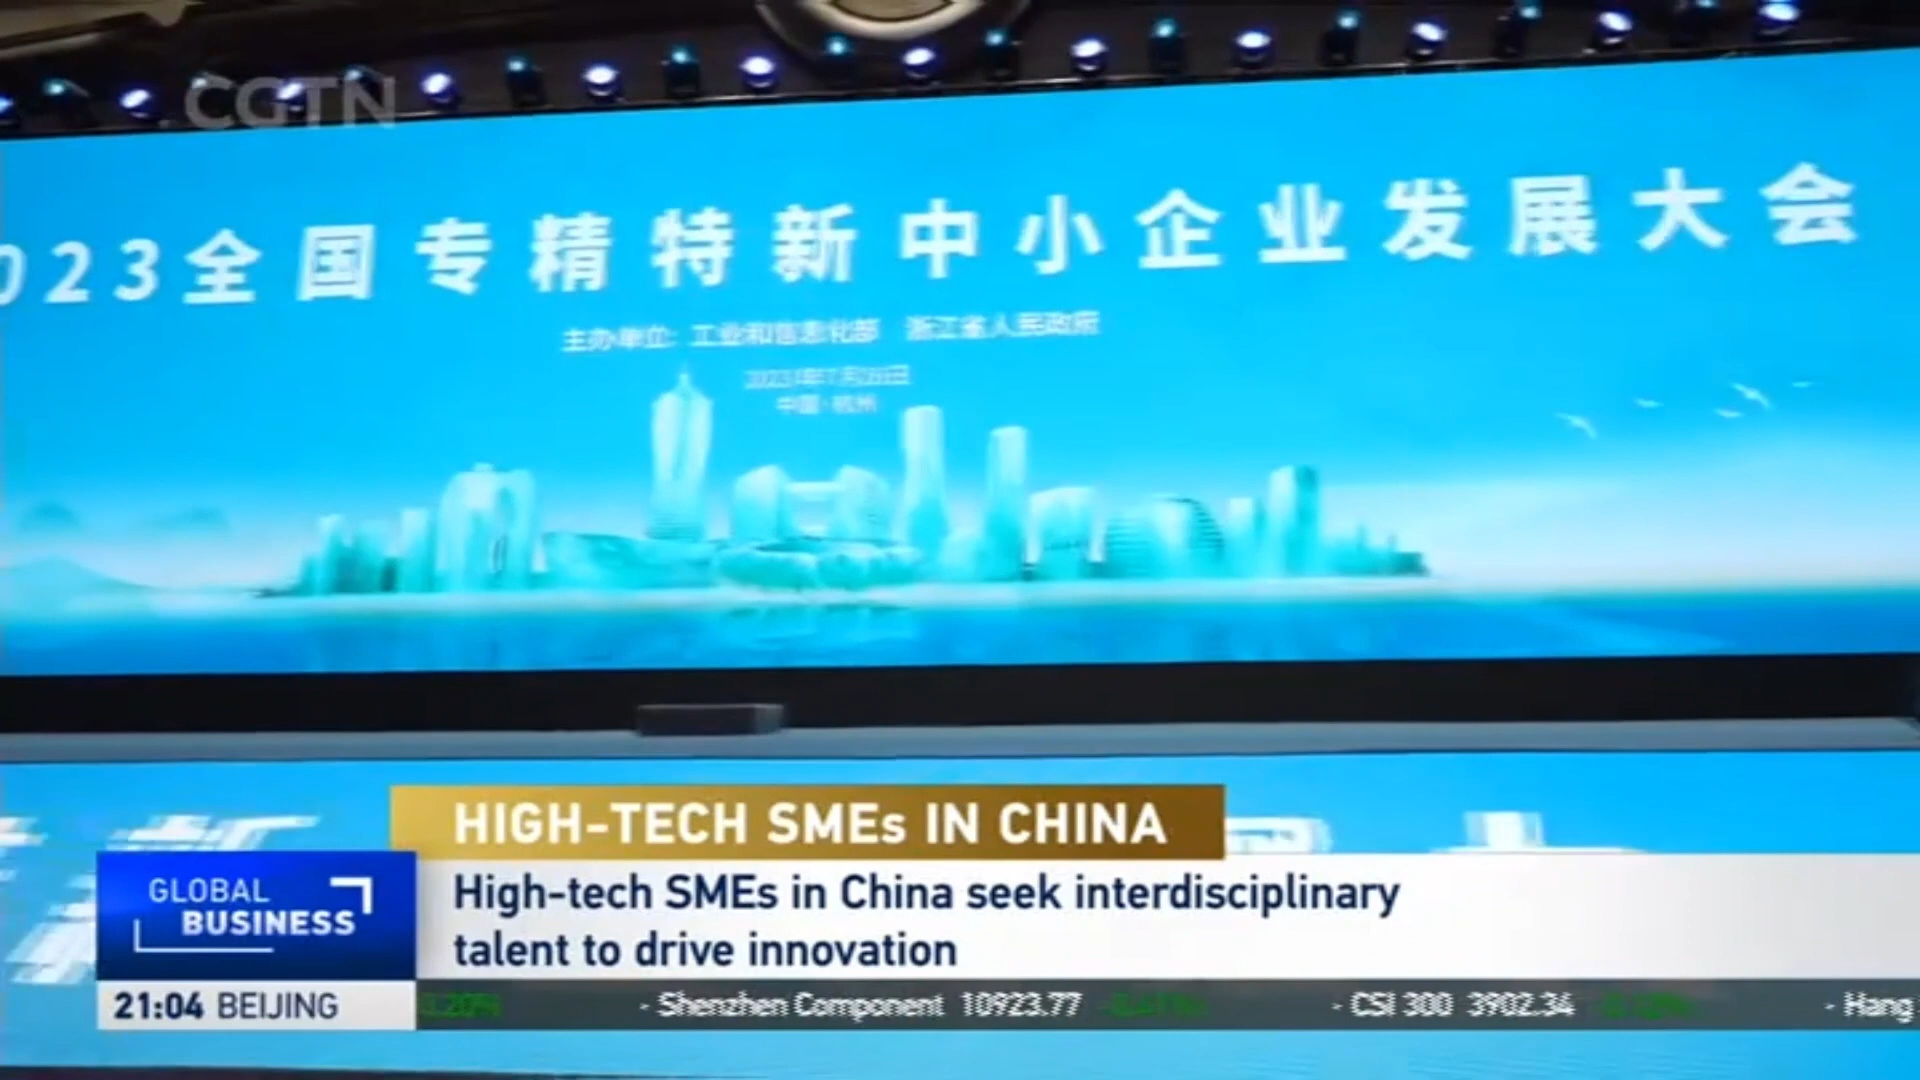 CGTN
023全国专精特新中小企业发展大会
主办单位：工业和信息化部 浙江省人民政府
中国·杭州
HIGH-TECH SMEs IN CHINA
High-tech SMEs in China seek interdisciplinary
talent to drive innovation
GLOBAL
BUSINESS
21:04 BEIJING
0.20% - Shenzhen Component 10923.77 - CSI 300 3902.34 - Hang